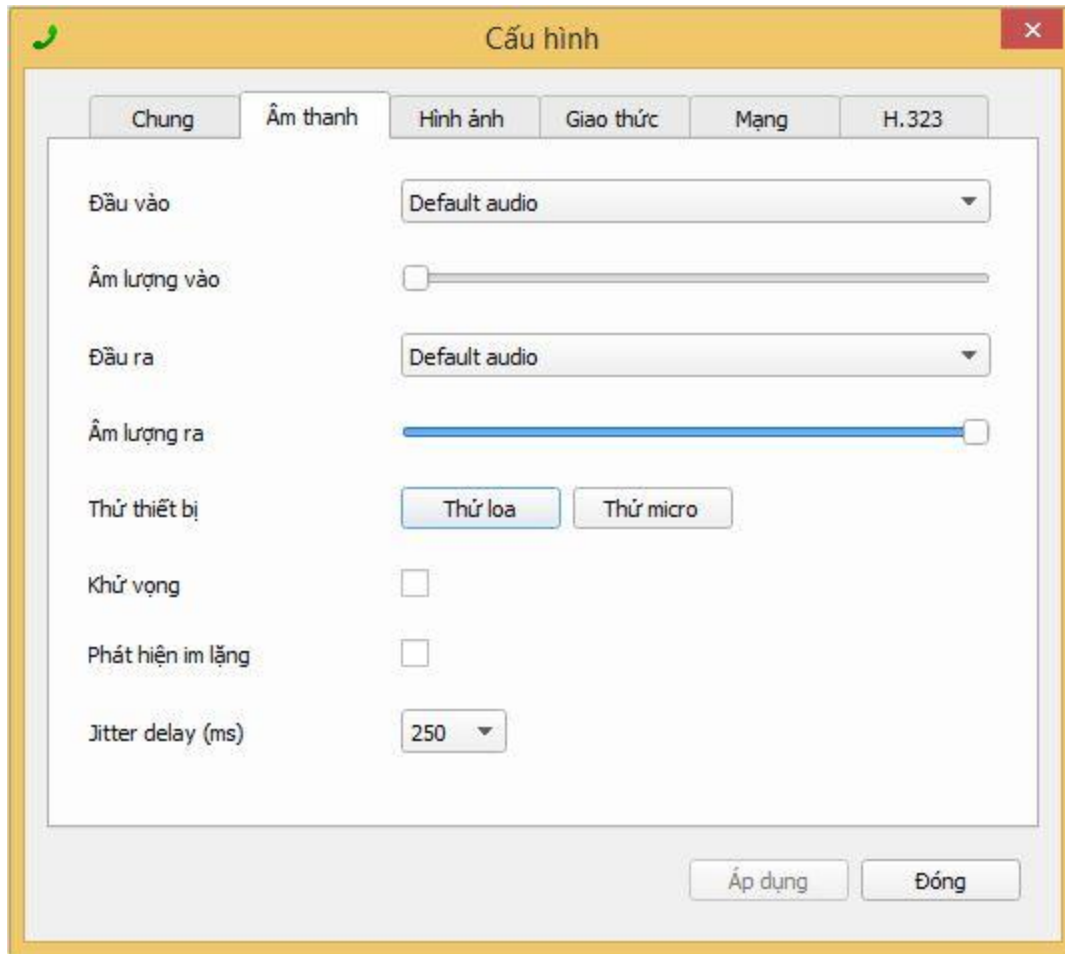 Cấu hình
Chung Âm thanh Hình ảnh Giao thức Mạng H.323
Đầu vào Default audio
Âm lượng vào
Đầu ra Default audio
Âm lượng ra
Thử thiết bị Thử loa Thử micro
Khử vọng
Phát hiện im lặng
Jitter delay (ms) 250
Áp dụng Đóng